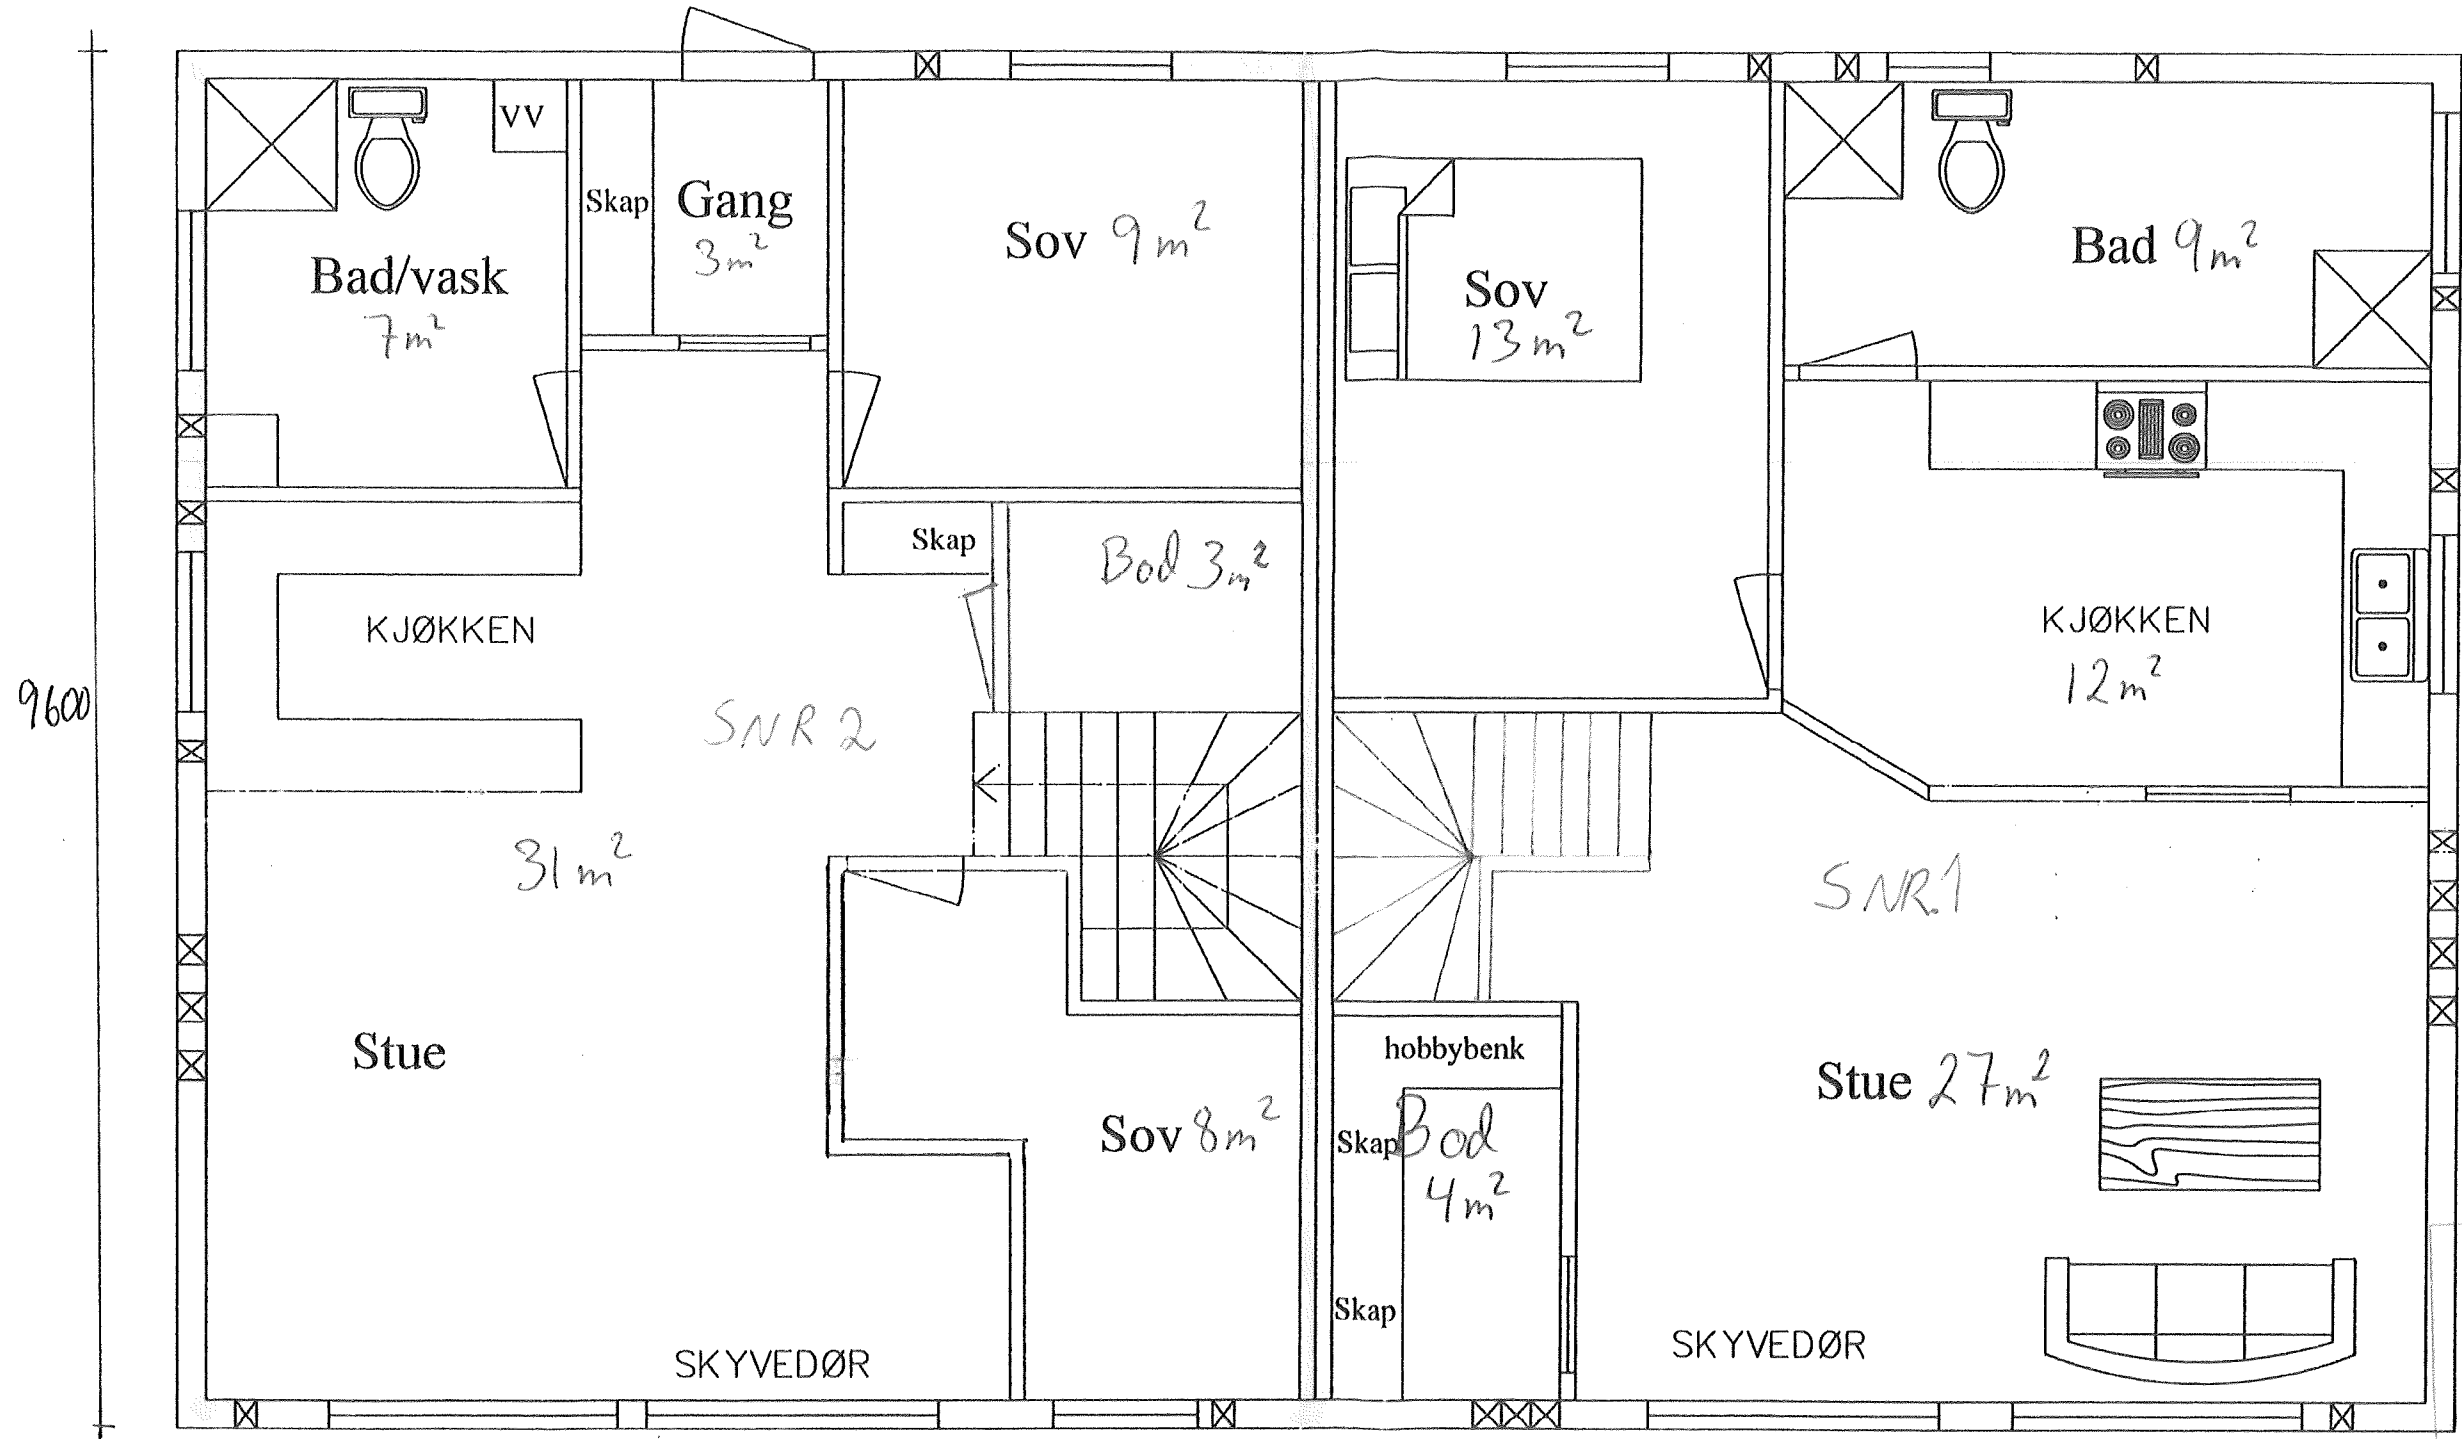 VV
Skap
Gang
3m²
Bad/vask
7m²
Sov 9m²
Sov
13m²
Bad 9m²
Skap
Bod 3m²
KJØKKEN
KJØKKEN
12m²
9600
SNR 2
31m²
SNR.1
Stue
hobbybenk
Stue 27m²
Sov 8m²
Skap
Bod
4m²
Skap
SKYVEDØR
SKYVEDØR